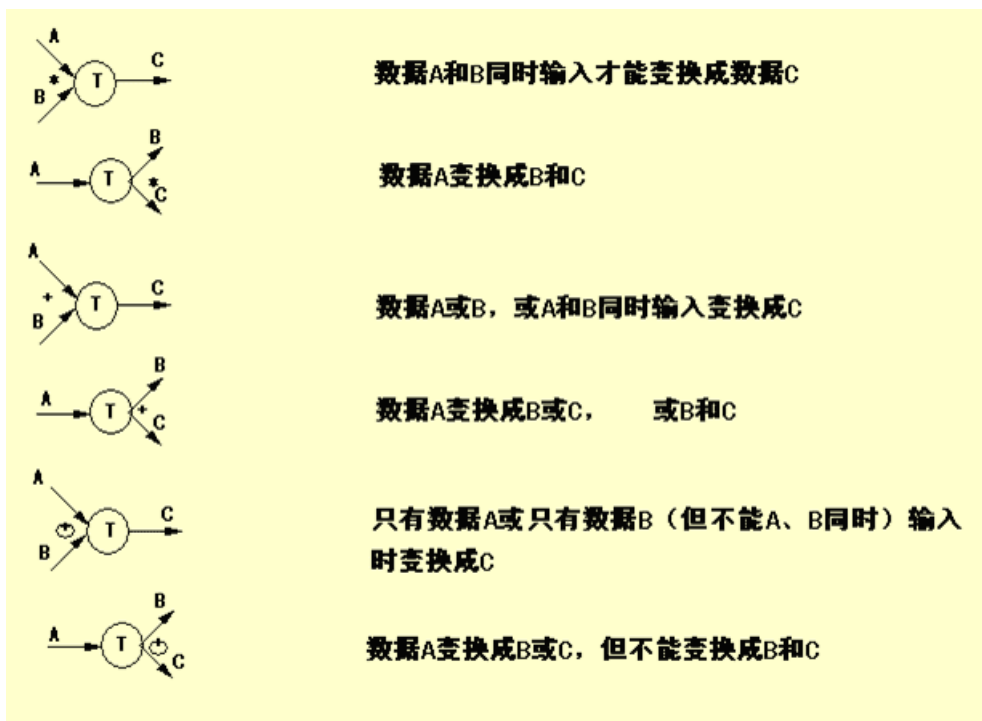 A
C
* T
B
数据A和B同时输入才能变换成数据C
B
A
T
*
C
数据A变换成B和C
A
C
+ T
B
数据A或B，或A和B同时输入变换成C
B
A
T +
C
数据A变换成B或C， 或B和C
A
C
+ T
B
只有数据A或只有数据B（但不能A、B同时）输入
时变换成C
B
A
T +
C
数据A变换成B或C，但不能变换成B和C